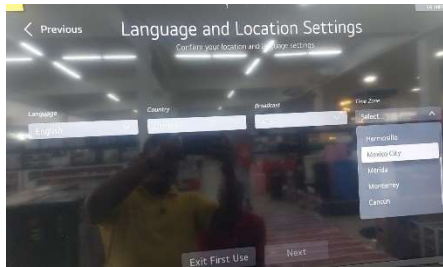 Previous
Language and Location Settings
Confirm your location and language settings
Language
Country
Broadcast
Time Zone
English
Select...
Hermosillo
Mexico City
Merida
Monterrey
Cancún
Exit First Use
Next